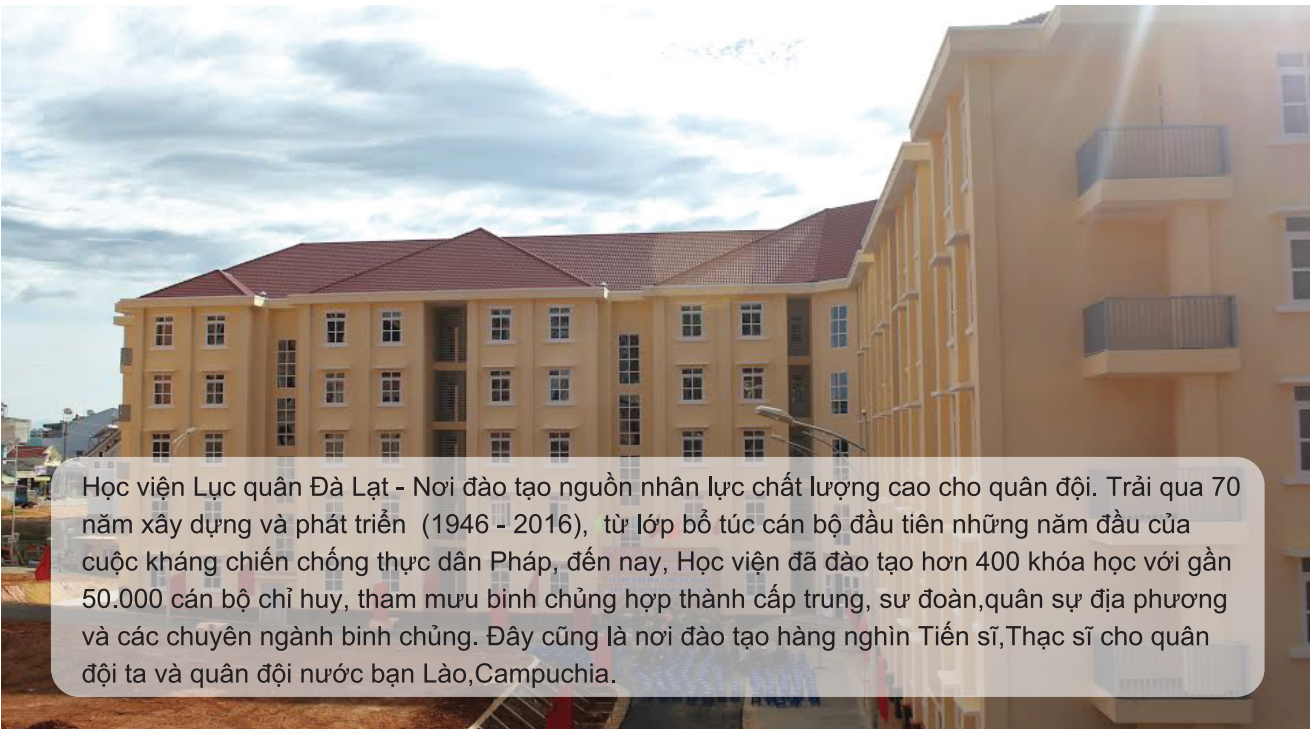 Học viện Lục quân Đà Lạt - Nơi đào tạo nguồn nhân lực chất lượng cao cho quân đội. Trải qua 70
năm xây dựng và phát triển (1946 - 2016), từ lớp bổ túc cán bộ đầu tiên những năm đầu của
cuộc kháng chiến chống thực dân Pháp, đến nay, Học viện đã đào tạo hơn 400 khóa học với gần
50.000 cán bộ chỉ huy, tham mưu binh chủng hợp thành cấp trung, sư đoàn,quân sự địa phương
và các chuyên ngành binh chủng. Đây cũng là nơi đào tạo hàng nghìn Tiến sĩ,Thạc sĩ cho quân
đội ta và quân đội nước bạn Lào,Campuchia.